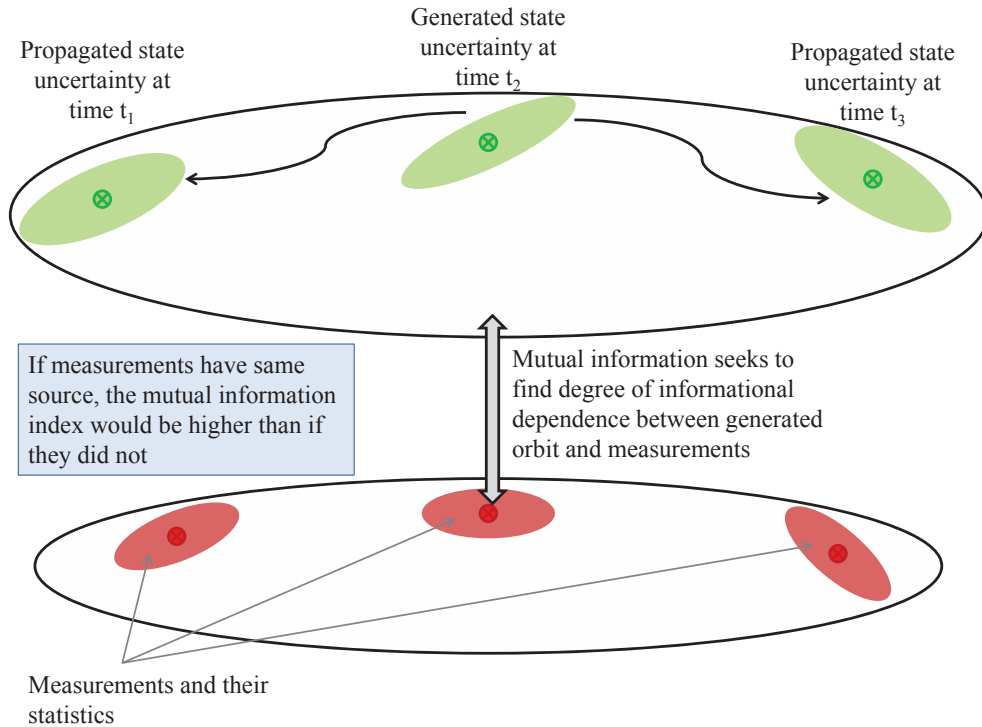 Propagated state
uncertainty at
time t₁
Generated state
uncertainty at
time t₂
Propagated state
uncertainty at
time t₃
If measurements have same
source, the mutual information
index would be higher than if
they did not
Mutual information seeks to
find degree of informational
dependence between generated
orbit and measurements
Measurements and their
statistics